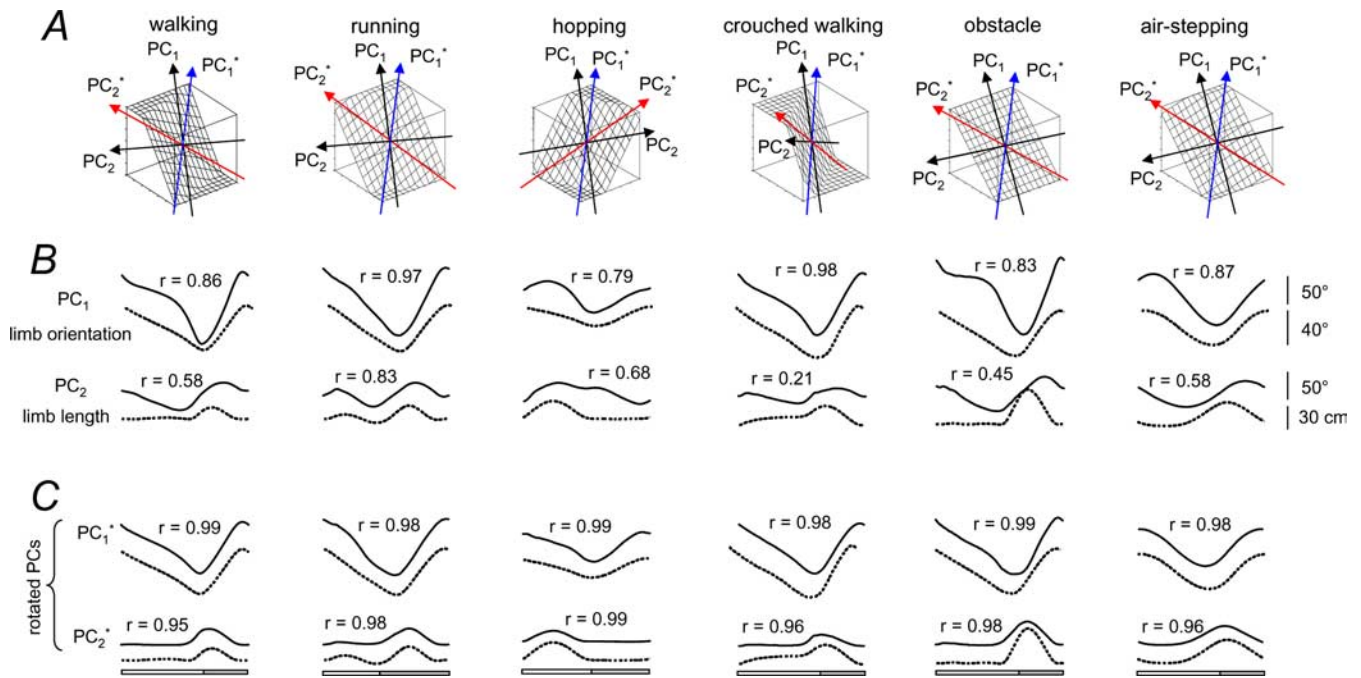 A
walking
running
hopping
crouched walking
obstacle
air-stepping
PC1 PC1* PC2* PC2
PC1 PC1* PC2* PC2
PC1 PC1* PC2* PC2
PC1 PC1* PC2* PC2
PC1 PC1* PC2* PC2
PC1 PC1* PC2* PC2
B
PC1
limb orientation
r = 0.86 r = 0.97 r = 0.79 r = 0.98 r = 0.83 r = 0.87
50°
40°
PC2
limb length
r = 0.58 r = 0.83 r = 0.68 r = 0.21 r = 0.45 r = 0.58
50°
30 cm
C
rotated PCs
PC1*
r = 0.99 r = 0.98 r = 0.99 r = 0.98 r = 0.99 r = 0.98
PC2*
r = 0.95 r = 0.98 r = 0.99 r = 0.96 r = 0.98 r = 0.96